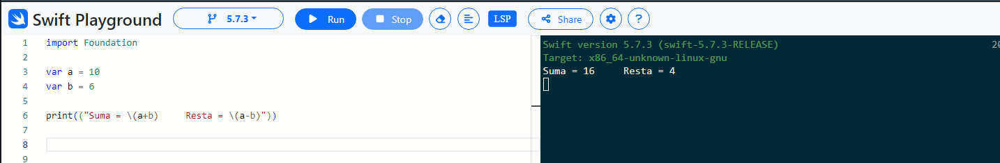 Swift Playground 5.7.3 Run Stop LSP Share ?
1 import Foundation
2
3 var a = 10
4 var b = 6
5
6 print(("Suma = \(a+b)     Resta = \(a-b)"))
7
8
9
Swift version 5.7.3 (swift-5.7.3-RELEASE) 20
Target: x86_64-unknown-linux-gnu
Suma = 16     Resta = 4